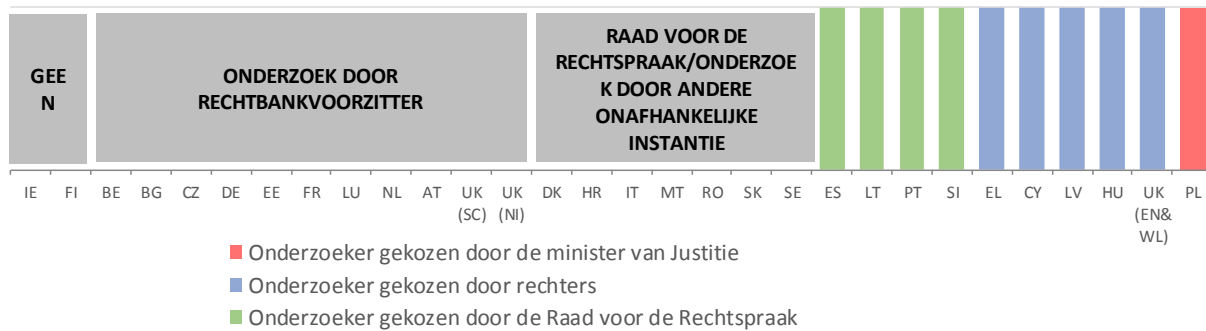 GEE
N
ONDERZOEK DOOR
RECHTBANKVOORZITTER
RAAD VOOR DE
RECHTSPRAAK/ONDERZOE
K DOOR ANDERE
ONAFHANKELIJKE
INSTANTIE
IE FI BE BG CZ DE EE FR LU NL AT UK UK DK HR IT MT RO SK SE ES LT PT SI EL CY LV HU UK PL
(SC) (NI) (EN&
WL)
Onderzoeker gekozen door de minister van Justitie
Onderzoeker gekozen door rechters
Onderzoeker gekozen door de Raad voor de Rechtspraak